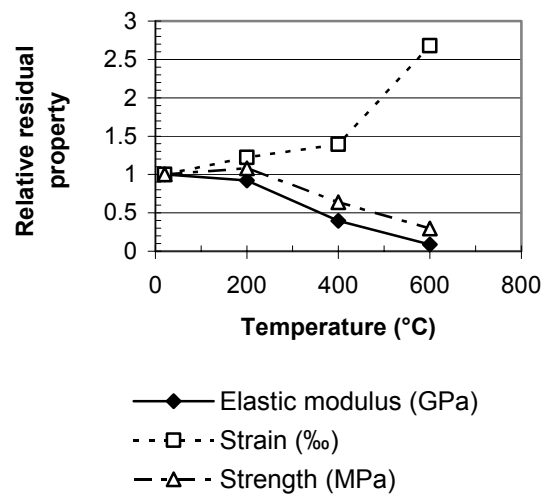 3
2.5
2
1.5
1
0.5
0
Relative residual
property
0 200 400 600 800
Temperature (°C)
Elastic modulus (GPa)
Strain (‰)
Strength (MPa)